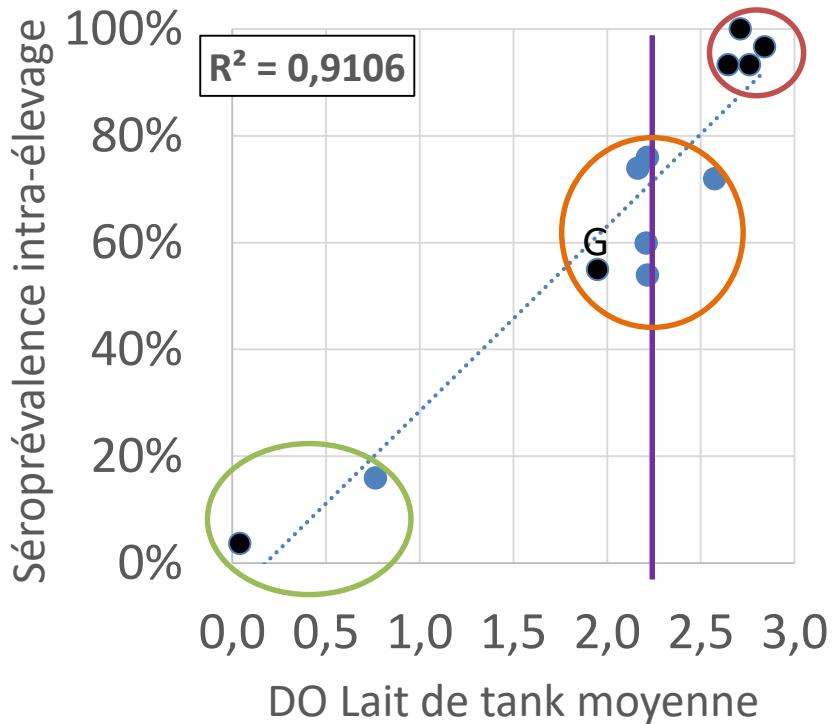 100%
R² = 0,9106
80%
60%
G
40%
20%
0%
Séroprévalence intra-élevage
0,0 0,5 1,0 1,5 2,0 2,5 3,0
DO Lait de tank moyenne